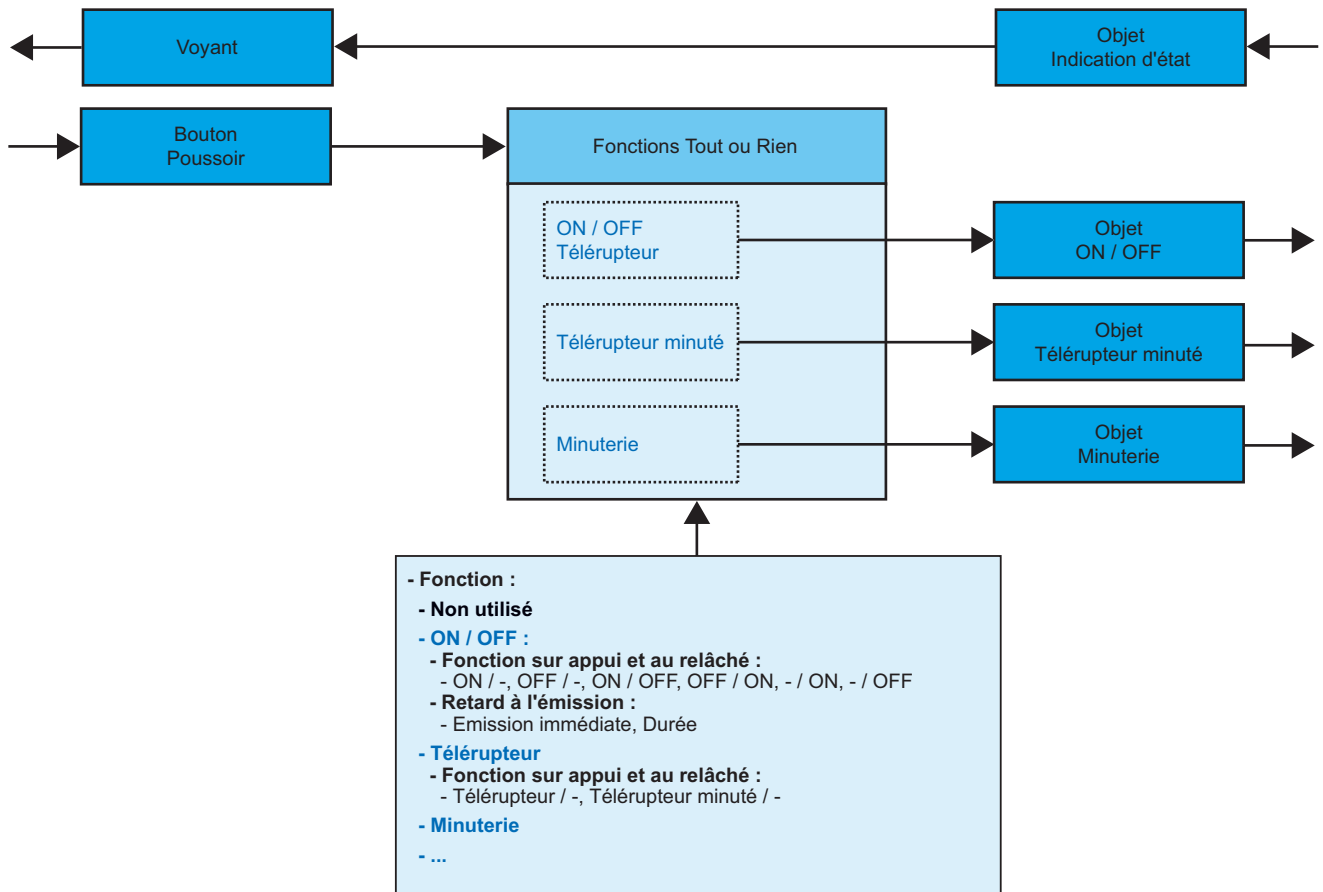 Voyant
Objet
Indication d'état
Bouton
Poussoir
Fonctions Tout ou Rien
ON / OFF
Télérupteur
Objet
ON / OFF
Télérupteur minuté
Objet
Télérupteur minuté
Minuterie
Objet
Minuterie
- Fonction :
- Non utilisé
- ON / OFF :
- Fonction sur appui et au relâché :
- ON / -, OFF / -, ON / OFF, OFF / ON, - / ON, - / OFF
- Retard à l'émission :
- Emission immédiate, Durée
- Télérupteur
- Fonction sur appui et au relâché :
- Télérupteur / -, Télérupteur minuté / -
- Minuterie
- ...